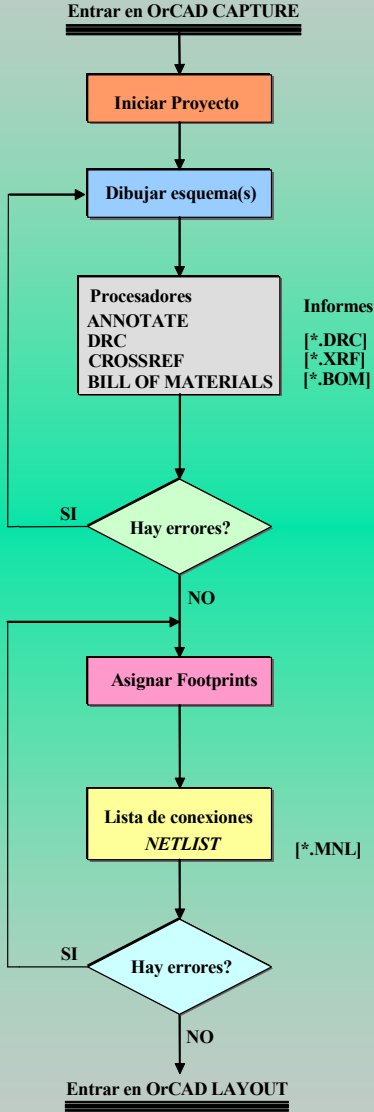 Entrar en OrCAD CAPTURE
Iniciar Proyecto
Dibujar esquema(s)
Procesadores
ANNOTATE
DRC
CROSSREF
BILL OF MATERIALS
Informes
[*.DRC]
[*.XRF]
[*.BOM]
SI
Hay errores?
NO
Asignar Footprints
Lista de conexiones
NETLIST
[*.MNL]
SI
Hay errores?
NO
Entrar en OrCAD LAYOUT